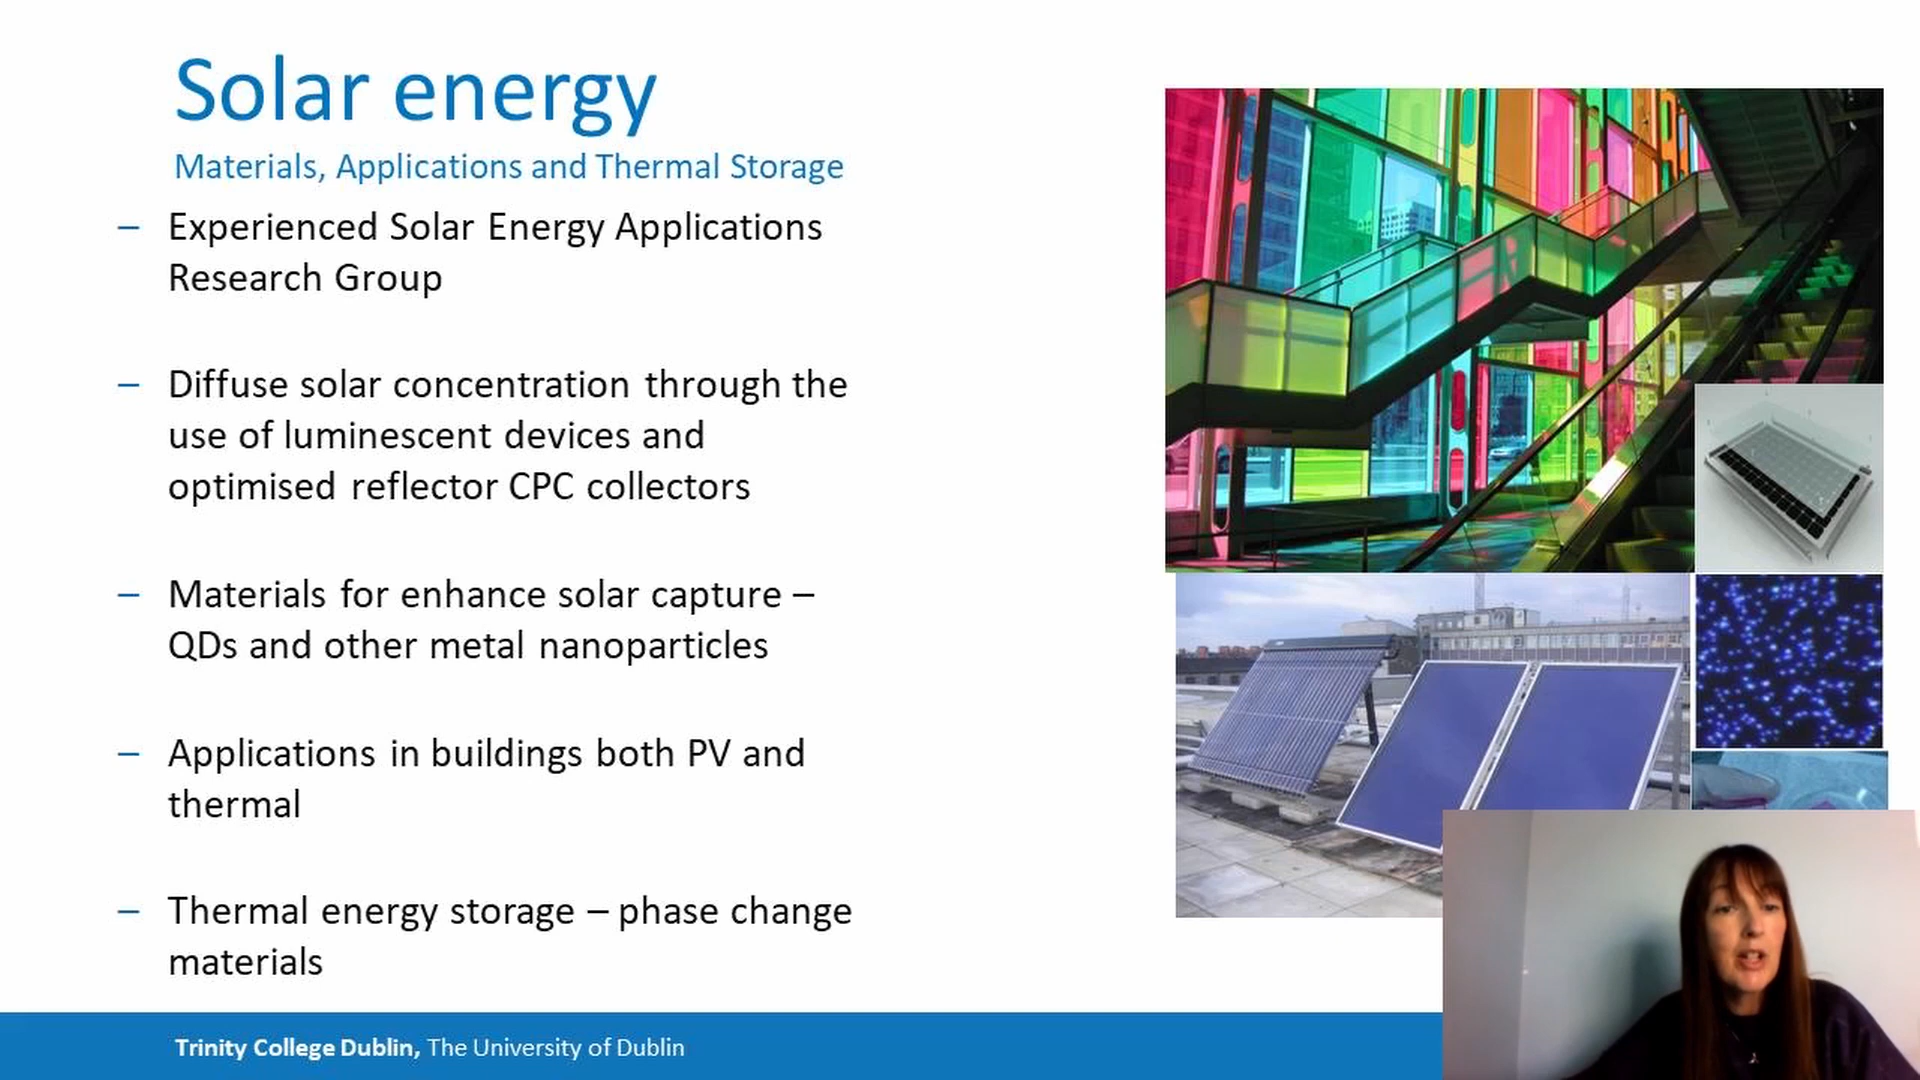 Solar energy
Materials, Applications and Thermal Storage
– Experienced Solar Energy Applications
Research Group
– Diffuse solar concentration through the
use of luminescent devices and
optimised reflector CPC collectors
– Materials for enhance solar capture –
QDs and other metal nanoparticles
– Applications in buildings both PV and
thermal
– Thermal energy storage – phase change
materials
Trinity College Dublin, The University of Dublin